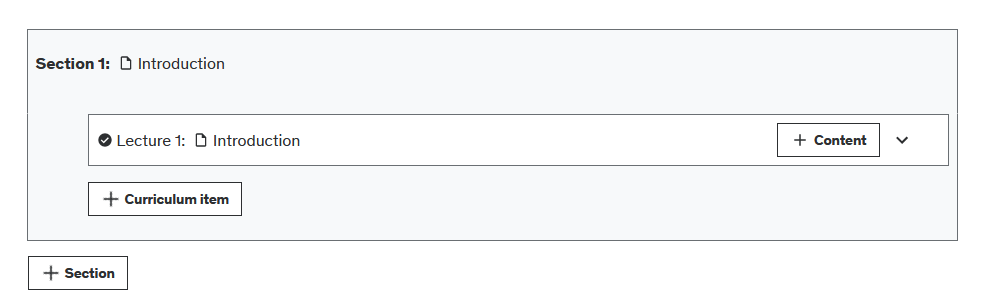 Section 1: Introduction
Lecture 1: Introduction + Content
+ Curriculum item
+ Section